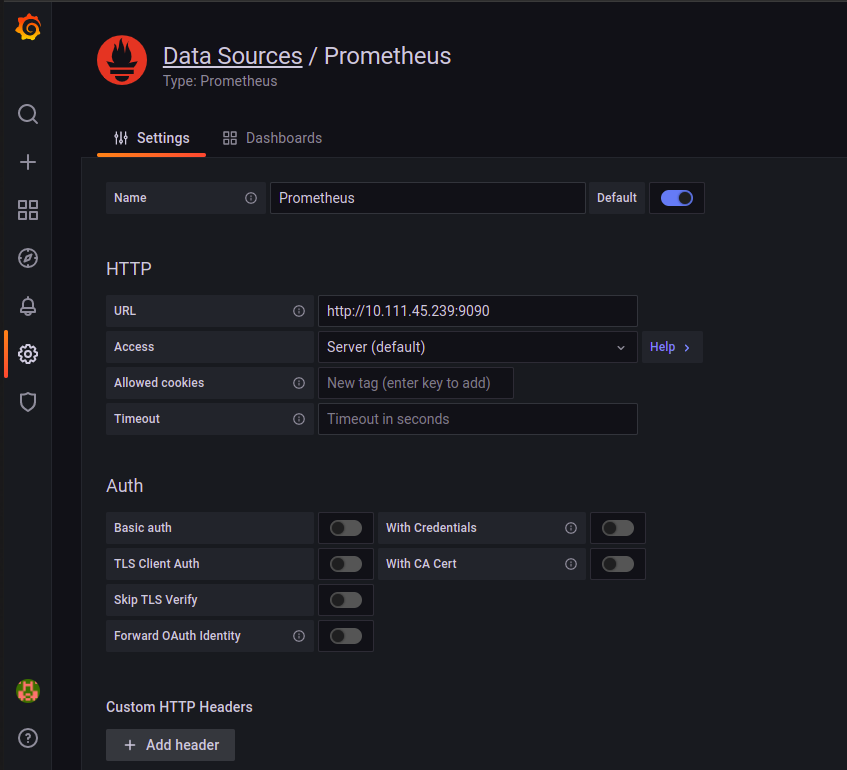 Data Sources / Prometheus
Type: Prometheus
Settings Dashboards
Name Prometheus Default
HTTP
URL http://10.111.45.239:9090
Access Server (default) Help
Allowed cookies New tag (enter key to add)
Timeout Timeout in seconds
Auth
Basic auth With Credentials
TLS Client Auth With CA Cert
Skip TLS Verify
Forward OAuth Identity
Custom HTTP Headers
+ Add header